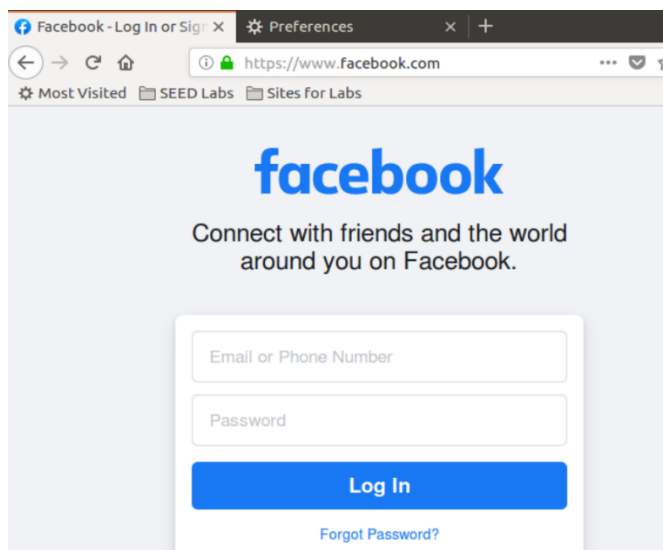 Facebook - Log In or Sig
Preferences
https://www.facebook.com
Most Visited SEED Labs Sites for Labs
facebook
Connect with friends and the world
around you on Facebook.
Email or Phone Number
Password
Log In
Forgot Password?